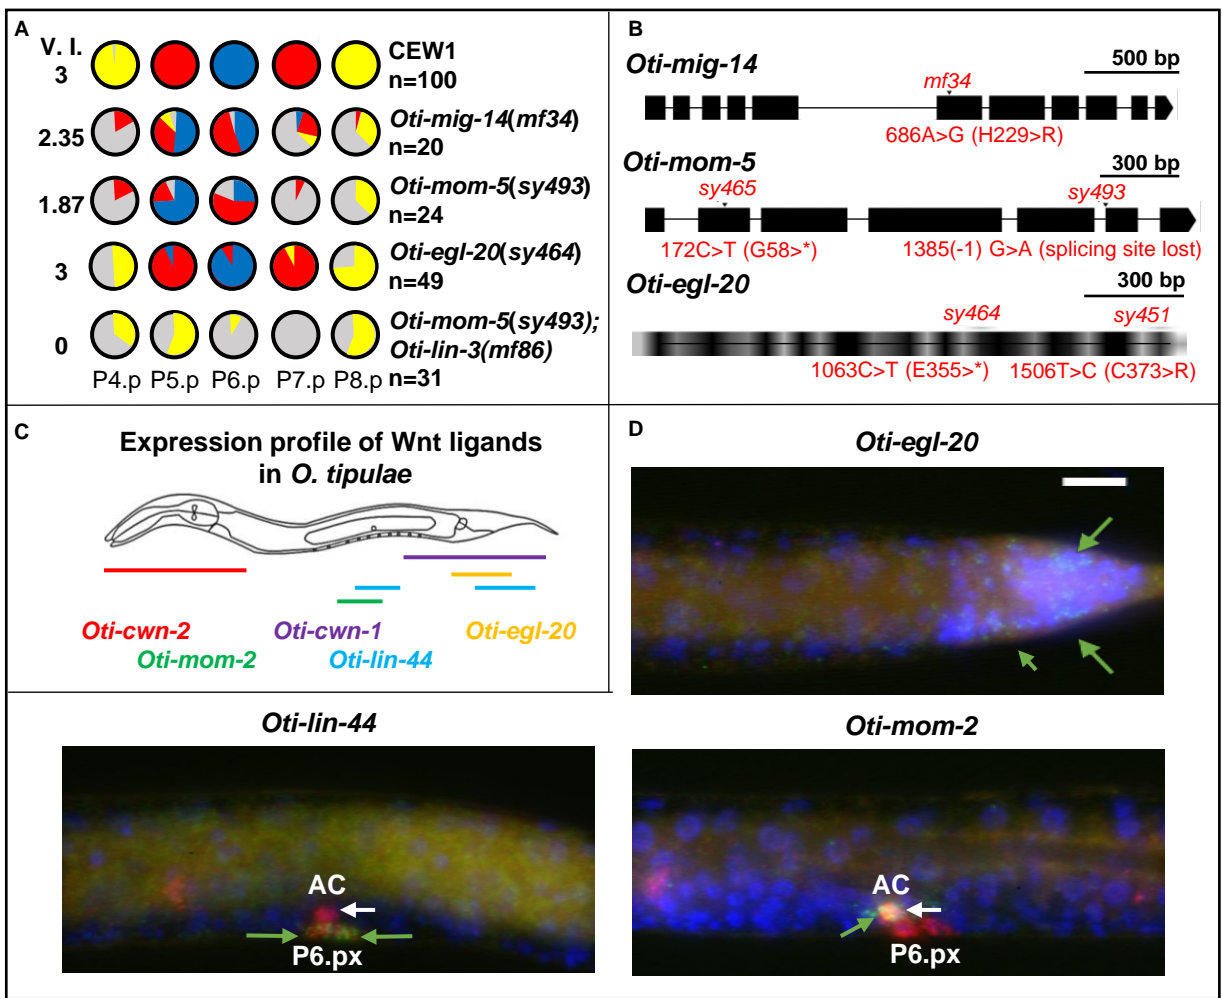 A
V. I.
3
CEW1
n=100
2.35
Oti-mig-14(mf34)
n=20
1.87
Oti-mom-5(sy493)
n=24
3
Oti-egl-20(sy464)
n=49
0
Oti-mom-5(sy493);
Oti-lin-3(mf86)
n=31
P4.p P5.p P6.p P7.p P8.p
B
Oti-mig-14
500 bp
mf34
686A>G (H229>R)
Oti-mom-5
300 bp
sy465
sy493
172C>T (G58>*)
1385(-1) G>A (splicing site lost)
Oti-egl-20
300 bp
sy464
sy451
1063C>T (E355>*)
1506T>C (C373>R)
C
Expression profile of Wnt ligands
in O. tipulae
Oti-cwn-2
Oti-cwn-1
Oti-egl-20
Oti-mom-2
Oti-lin-44
D
Oti-egl-20
Oti-lin-44
AC
P6.px
Oti-mom-2
AC
P6.px